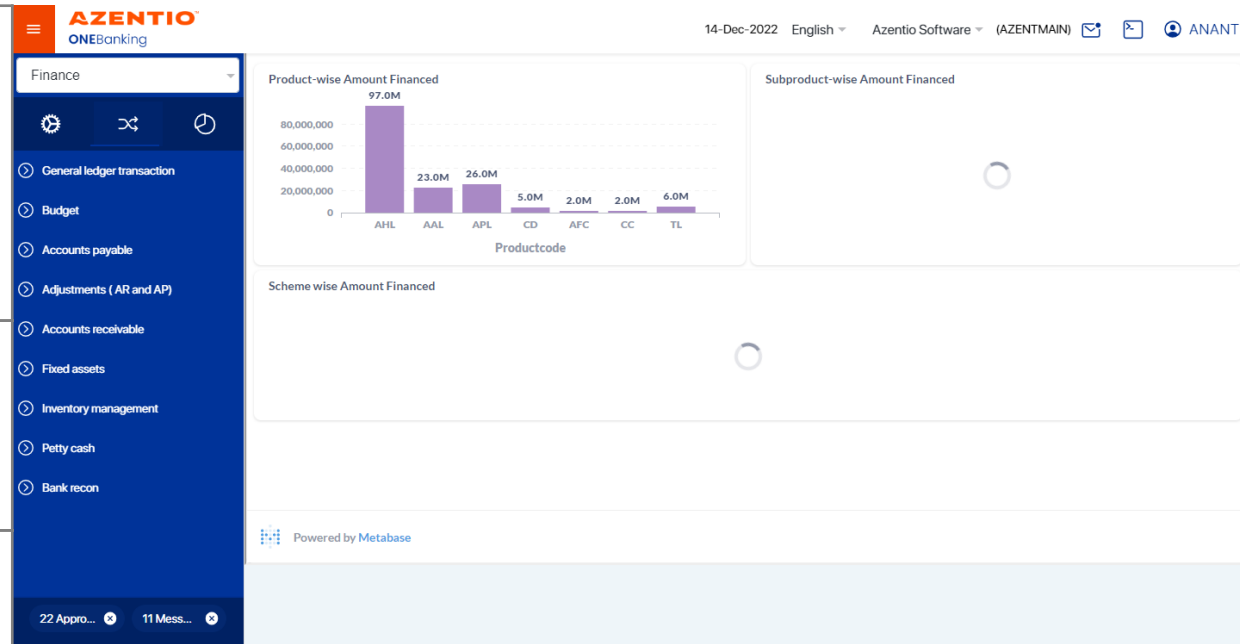 AZENTIO™
ONEBanking
14-Dec-2022 English Azentio Software (AZENTMAIN) ANANT
Finance
General ledger transaction
Budget
Accounts payable
Adjustments ( AR and AP)
Accounts receivable
Fixed assets
Inventory management
Petty cash
Bank recon
22 Appro...
11 Mess...
Product-wise Amount Financed
97.0M
80,000,000
60,000,000
40,000,000
20,000,000
0
23.0M
26.0M
5.0M
2.0M
2.0M
6.0M
AHL AAL APL CD AFC CC TL
Productcode
Subproduct-wise Amount Financed
Scheme wise Amount Financed
Powered by Metabase